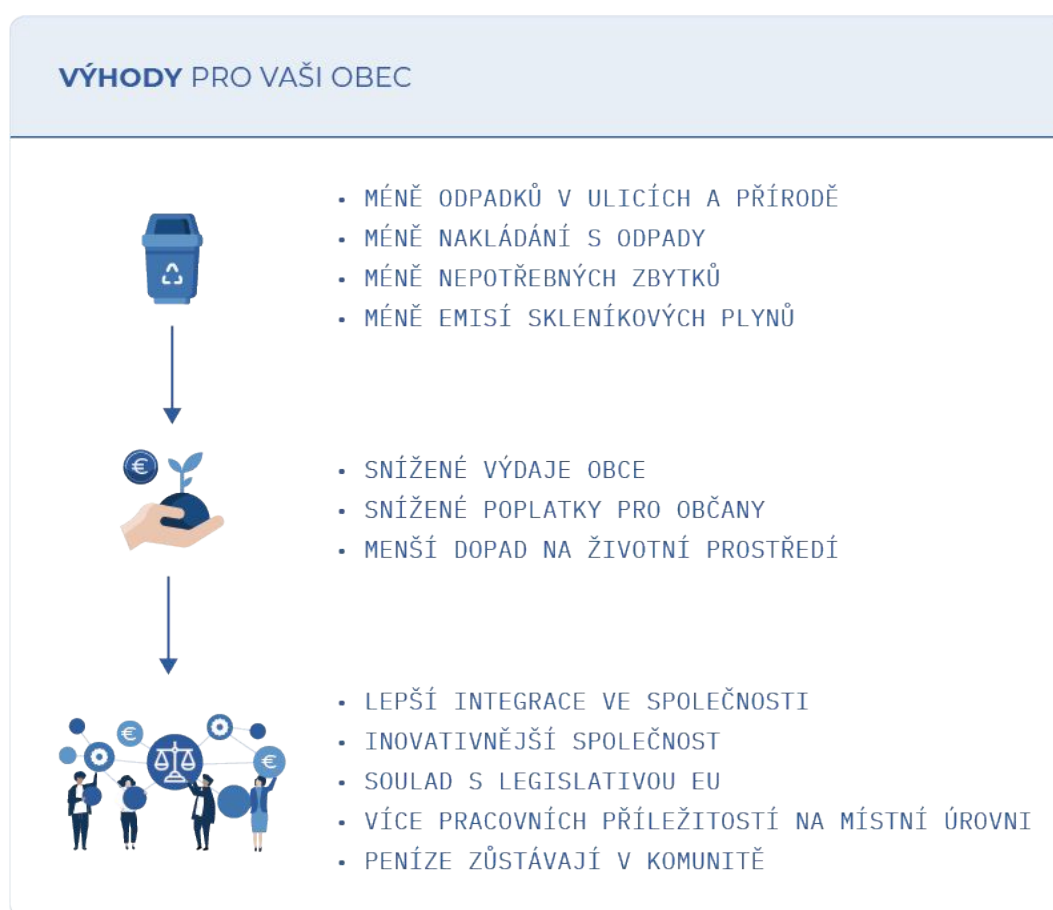 VÝHODY PRO VAŠI OBEC
• MÉNĚ ODPADKŮ V ULICÍCH A PŘÍRODĚ
• MÉNĚ NAKLÁDÁNÍ S ODPADY
• MÉNĚ NEPOTŘEBNÝCH ZBYTKŮ
• MÉNĚ EMISÍ SKLENÍKOVÝCH PLYNŮ
€
• SNÍŽENÉ VÝDAJE OBCE
• SNÍŽENÉ POPLATKY PRO OBČANY
• MENŠÍ DOPAD NA ŽIVOTNÍ PROSTŘEDÍ
€
€
• LEPŠÍ INTEGRACE VE SPOLEČNOSTI
• INOVATIVNĚJŠÍ SPOLEČNOST
• SOULAD S LEGISLATIVOU EU
• VÍCE PRACOVNÍCH PŘÍLEŽITOSTÍ NA MÍSTNÍ ÚROVNI
• PENÍZE ZŮSTÁVAJÍ V KOMUNITĚ